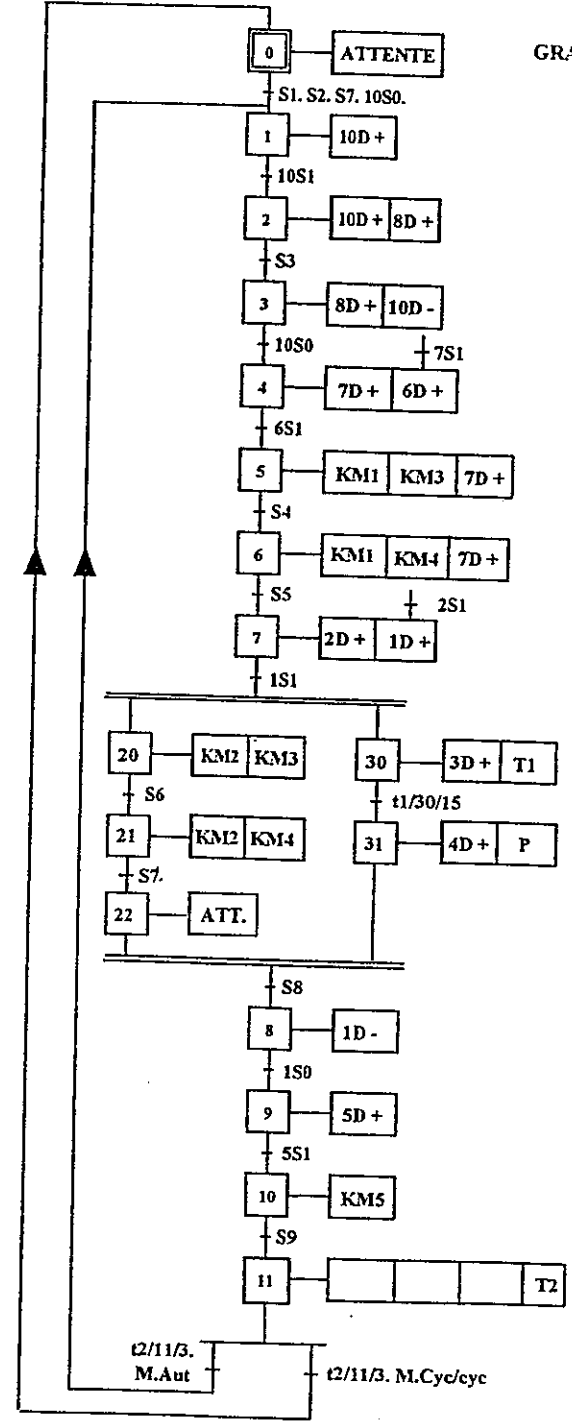 0 ATTENTE GRA
S1. S2. S7. 10S0.
1 10D +
10S1
2 10D + 8D +
S3
3 8D + 10D -
10S0 7S1
4 7D + 6D +
6S1
5 KM1 KM3 7D +
S4
6 KM1 KM4 7D +
S5 2S1
7 2D + 1D +
1S1
20 KM2 KM3 30 3D + T1
S6 t1/30/15
21 KM2 KM4 31 4D + P
S7.
22 ATT.
S8
8 1D -
1S0
9 5D +
5S1
10 KM5
S9
11 T2
t2/11/3.
M.Aut t2/11/3. M.Cyc/cyc